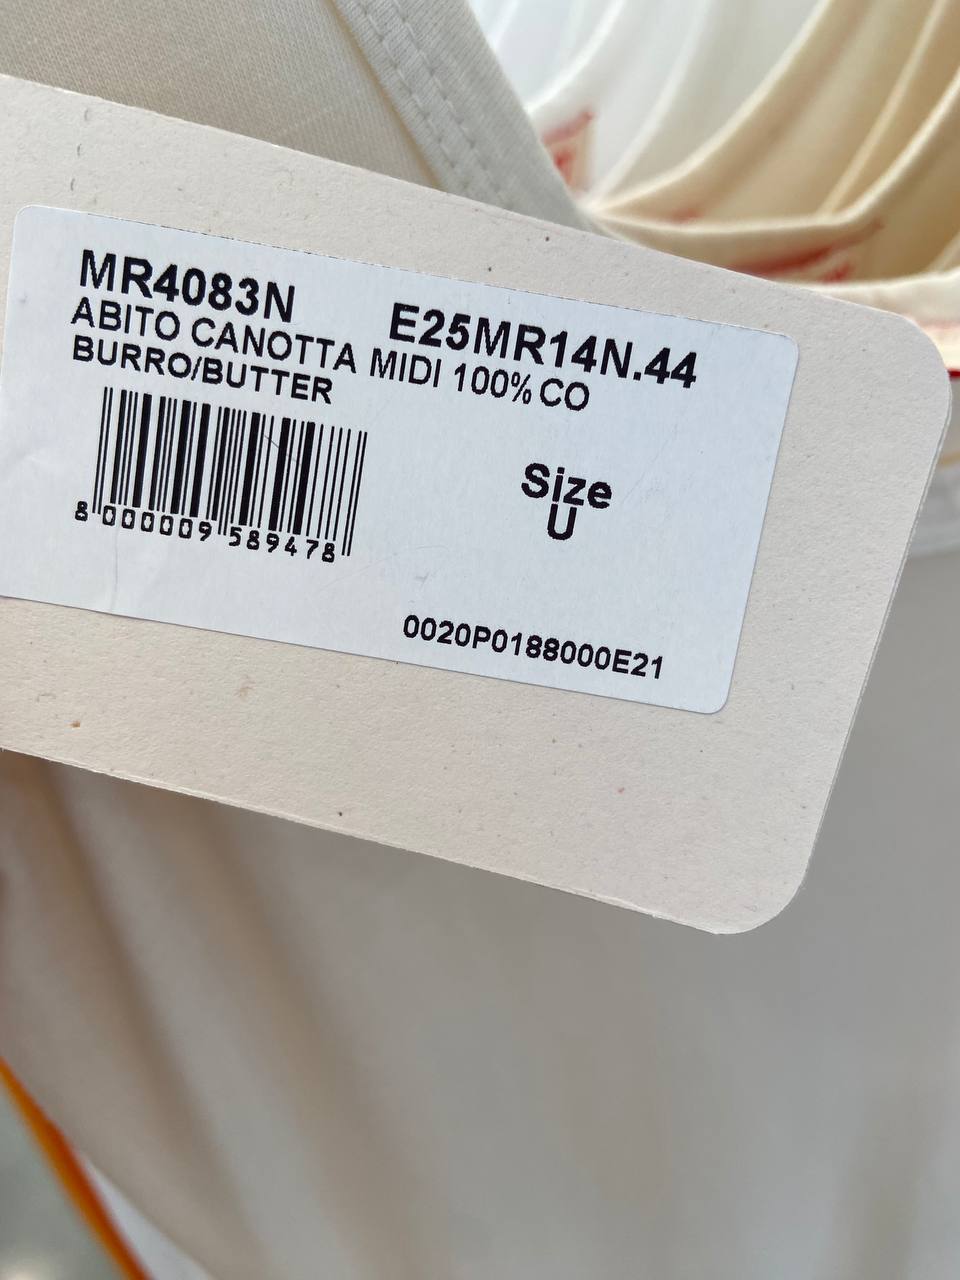 MR4083N E25MR14N.44
ABITO CANOTTA MIDI 100% CO
BURRO/BUTTER
Size
U
8 000009 589478
0020P0188000E21